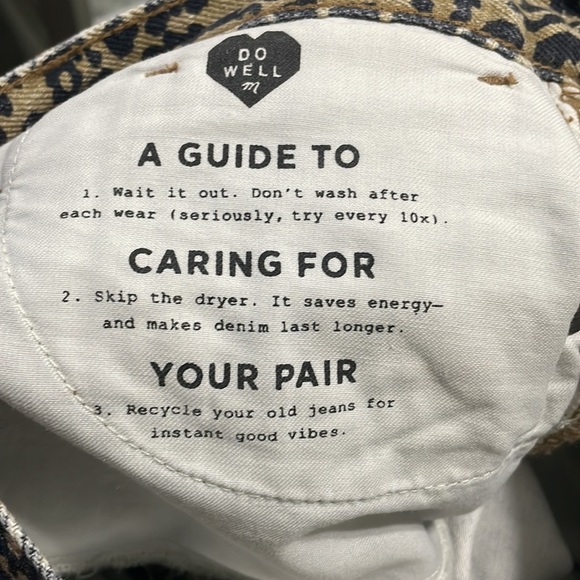 DO
WELL
m
A GUIDE TO
1. Wait it out. Don't wash after
each wear (seriously, try every 10x).
CARING FOR
2. Skip the dryer. It saves energy—
and makes denim last longer.
YOUR PAIR
3. Recycle your old jeans for
instant good vibes.